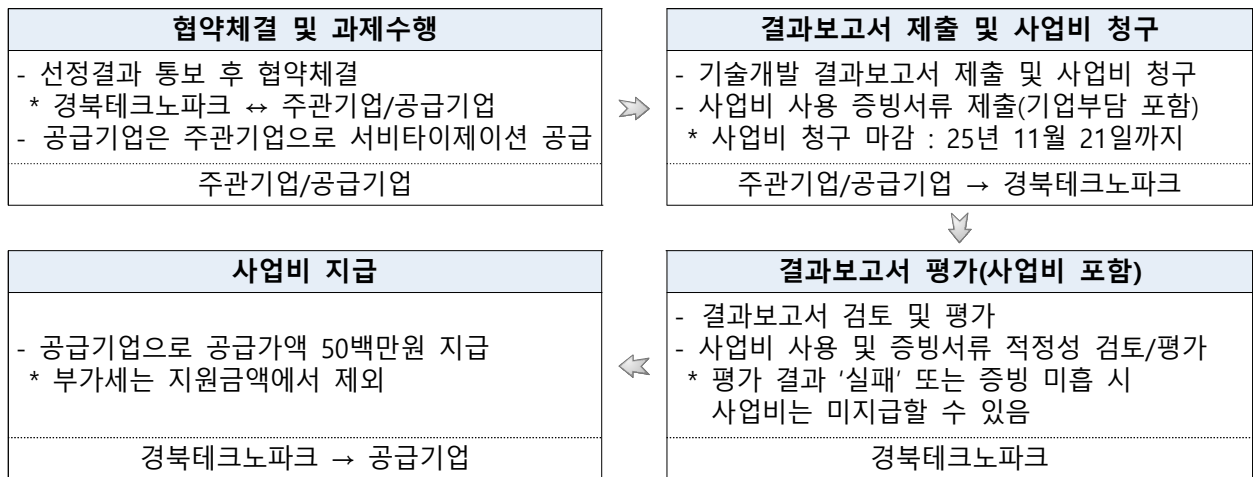 협약체결 및 과제수행
- 선정결과 통보 후 협약체결
* 경북테크노파크 ↔ 주관기업/공급기업
- 공급기업은 주관기업으로 서비타이제이션 공급
주관기업/공급기업
결과보고서 제출 및 사업비 청구
- 기술개발 결과보고서 제출 및 사업비 청구
- 사업비 사용 증빙서류 제출(기업부담 포함)
* 사업비 청구 마감 : 25년 11월 21일까지
주관기업/공급기업 → 경북테크노파크
결과보고서 평가(사업비 포함)
- 결과보고서 검토 및 평가
- 사업비 사용 및 증빙서류 적정성 검토/평가
* 평가 결과 ‘실패’ 또는 증빙 미흡 시
사업비는 미지급할 수 있음
경북테크노파크
사업비 지급
- 공급기업으로 공급가액 50백만원 지급
* 부가세는 지원금액에서 제외
경북테크노파크 → 공급기업